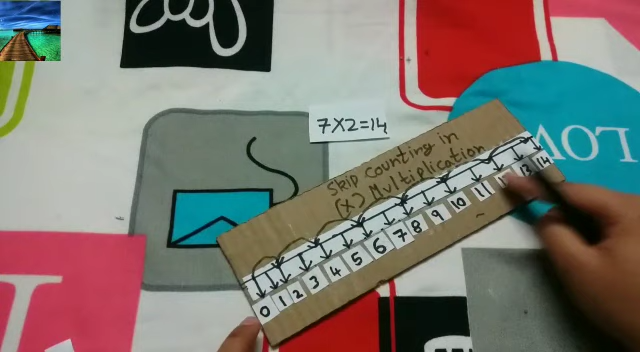 7X2=14
Skip counting in
(x) Multiplication
0 1 2 3 4 5 6 7 8 9 10 11 13 14
LOV